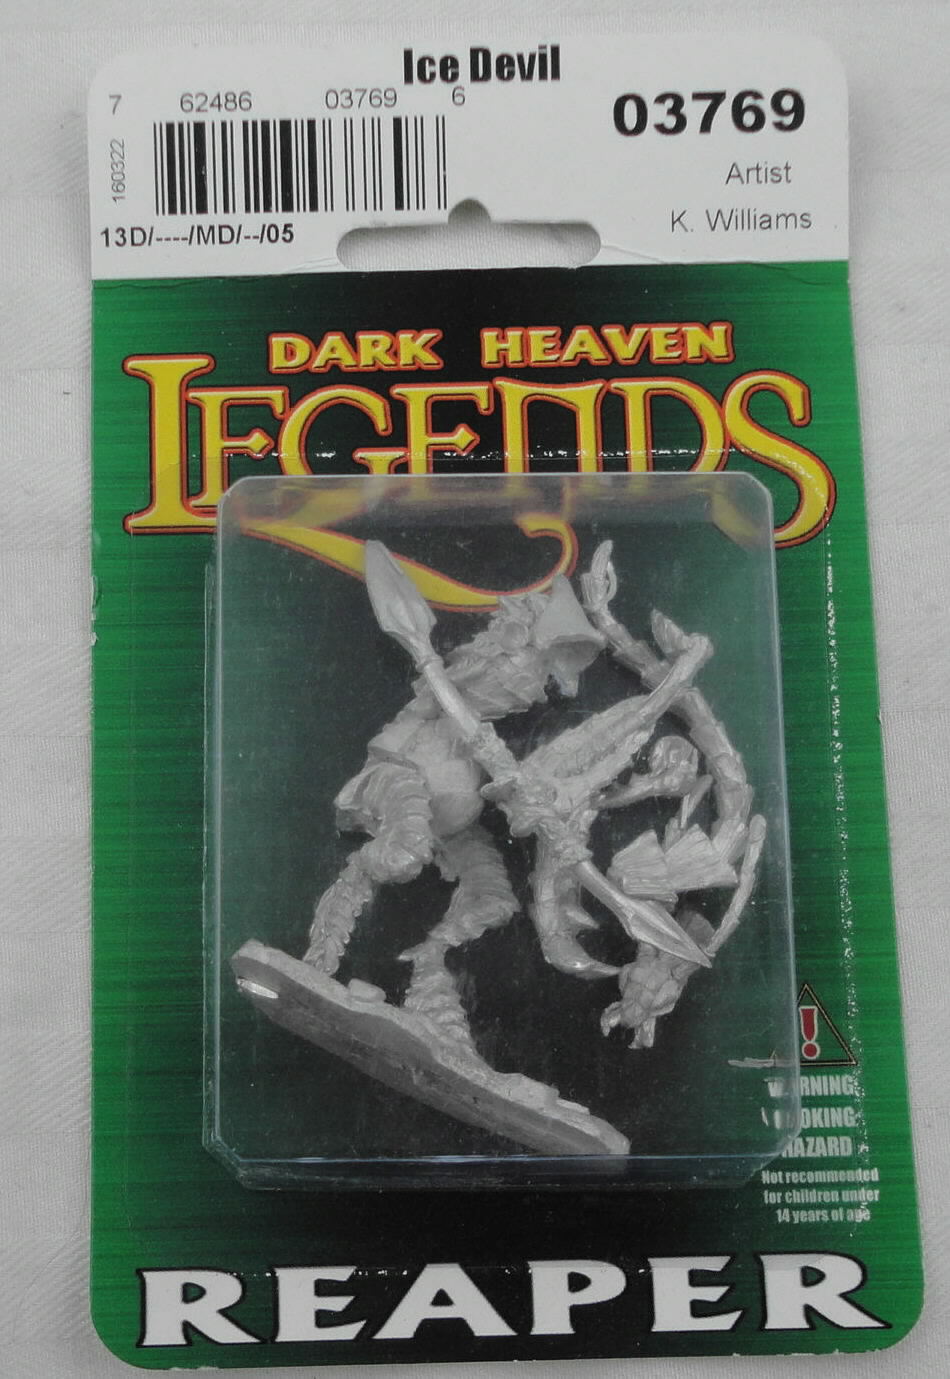 Ice Devil
7 62486 03769 6
03769
160322
Artist
K. Williams
13D/----/MD/--/05
DARK HEAVEN
LEGENDS
!
WARNING
CHOKING
HAZARD
Not recommended
for children under
14 years of age
REAPER